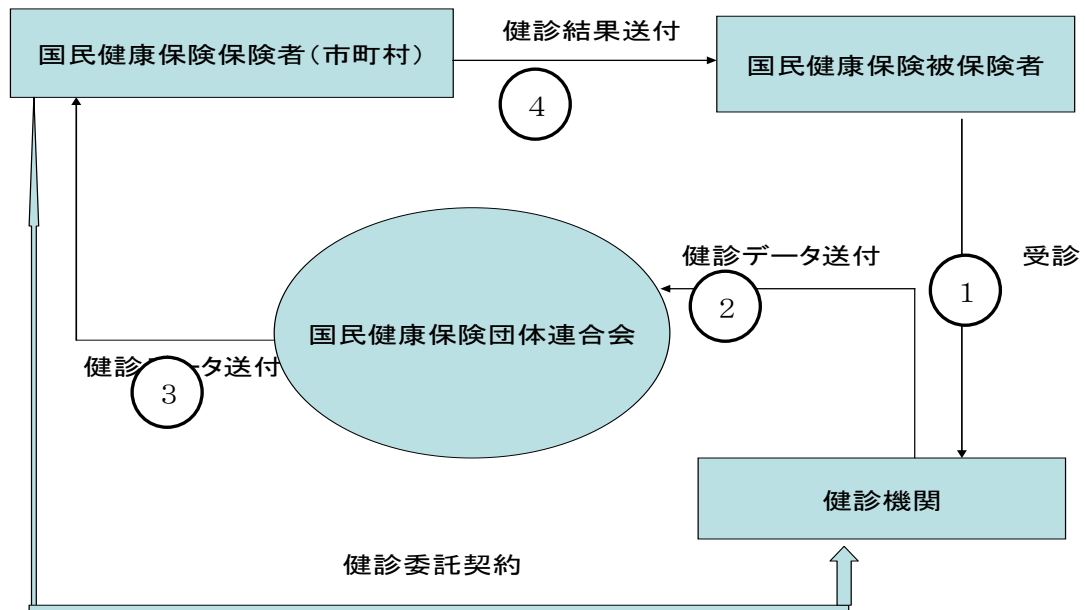 国民健康保険保険者（市町村）
健診結果送付
4
国民健康保険被保険者
健診データ送付
2
1
受診
国民健康保険団体連合会
健診データ送付
3
健診機関
健診委託契約